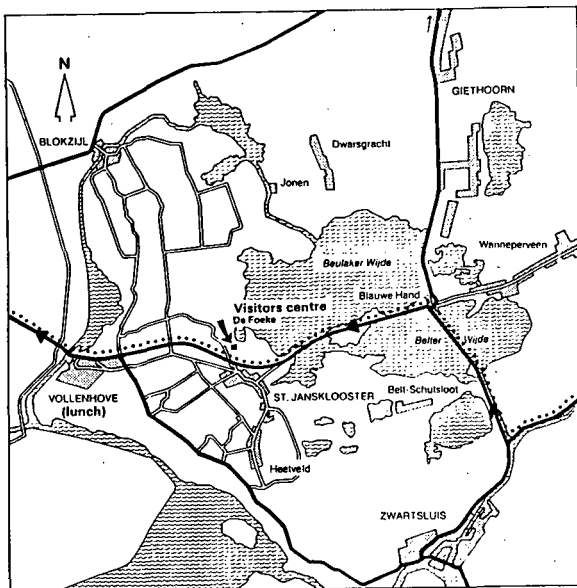 GIETHOORN
N
BLOKZIJL
Dwarsgracht
Jonen
Wanneperveen
Beulaker Wijde
Blauwe Hand
Visitors centre
De Foeke
Belter Wijde
VOLLENHOVE
(lunch)
ST. JANSKLOOSTER
Belt-Schutsloot
Heetveld
ZWARTSLUIS